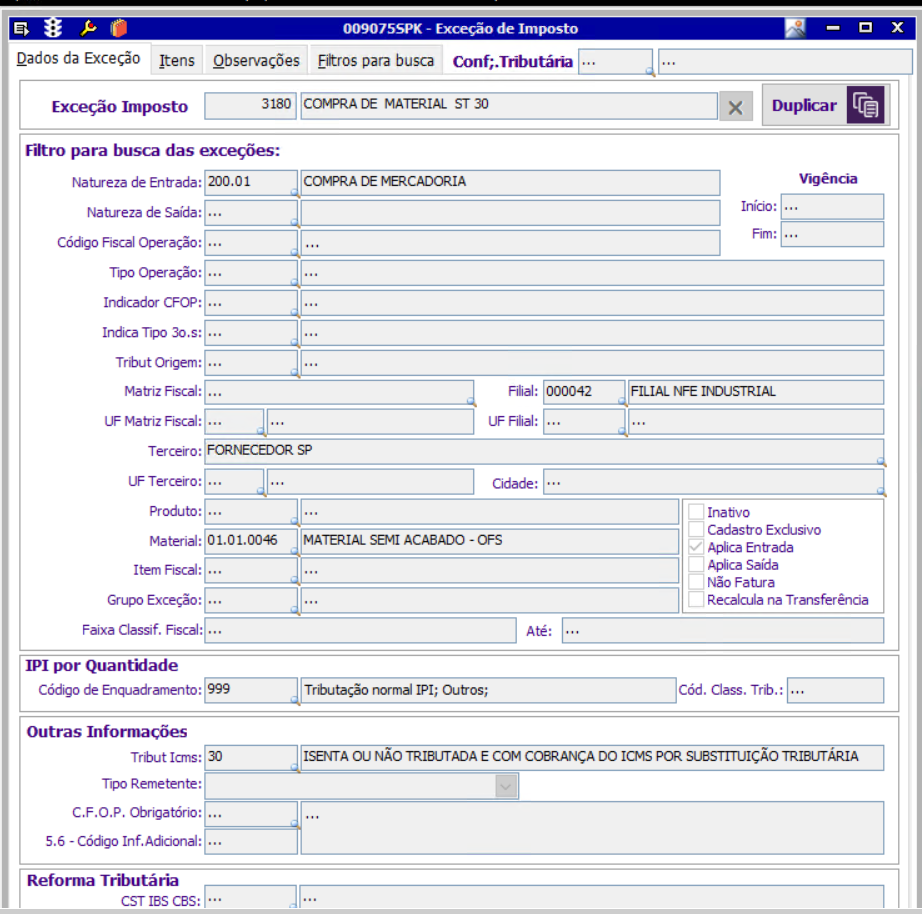 009075SPK - Exceção de Imposto
Dados da Exceção Itens Observações Filtros para busca Conf;.Tributária ... ...
Exceção Imposto 3180 COMPRA DE MATERIAL ST 30 Duplicar
Filtro para busca das exceções:
Natureza de Entrada: 200.01 COMPRA DE MERCADORIA Vigência
Natureza de Saída: ... Início: ...
Código Fiscal Operação: ... ... Fim: ...
Tipo Operação: ... ...
Indicador CFOP: ... ...
Indica Tipo 3o.s: ... ...
Tribut Origem: ... ...
Matriz Fiscal: ... Filial: 000042 FILIAL NFE INDUSTRIAL
UF Matriz Fiscal: ... ... UF Filial: ... ...
Terceiro: FORNECEDOR SP
UF Terceiro: ... ... Cidade: ...
Produto: ... ... Inativo
Cadastro Exclusivo
Material: 01.01.0046 MATERIAL SEMI ACABADO - OFS Aplica Entrada
Aplica Saída
Item Fiscal: ... ... Não Fatura
Grupo Exceção: ... ... Recalcula na Transferência
Faixa Classif. Fiscal: ... Até: ...
IPI por Quantidade
Código de Enquadramento: 999 Tributação normal IPI; Outros; Cód. Class. Trib.: ...
Outras Informações
Tribut Icms: 30 ISENTA OU NÃO TRIBUTADA E COM COBRANÇA DO ICMS POR SUBSTITUIÇÃO TRIBUTÁRIA
Tipo Remetente:
C.F.O.P. Obrigatório: ... ...
5.6 - Código Inf.Adicional: ...
Reforma Tributária
CST IBS CBS: ... ...